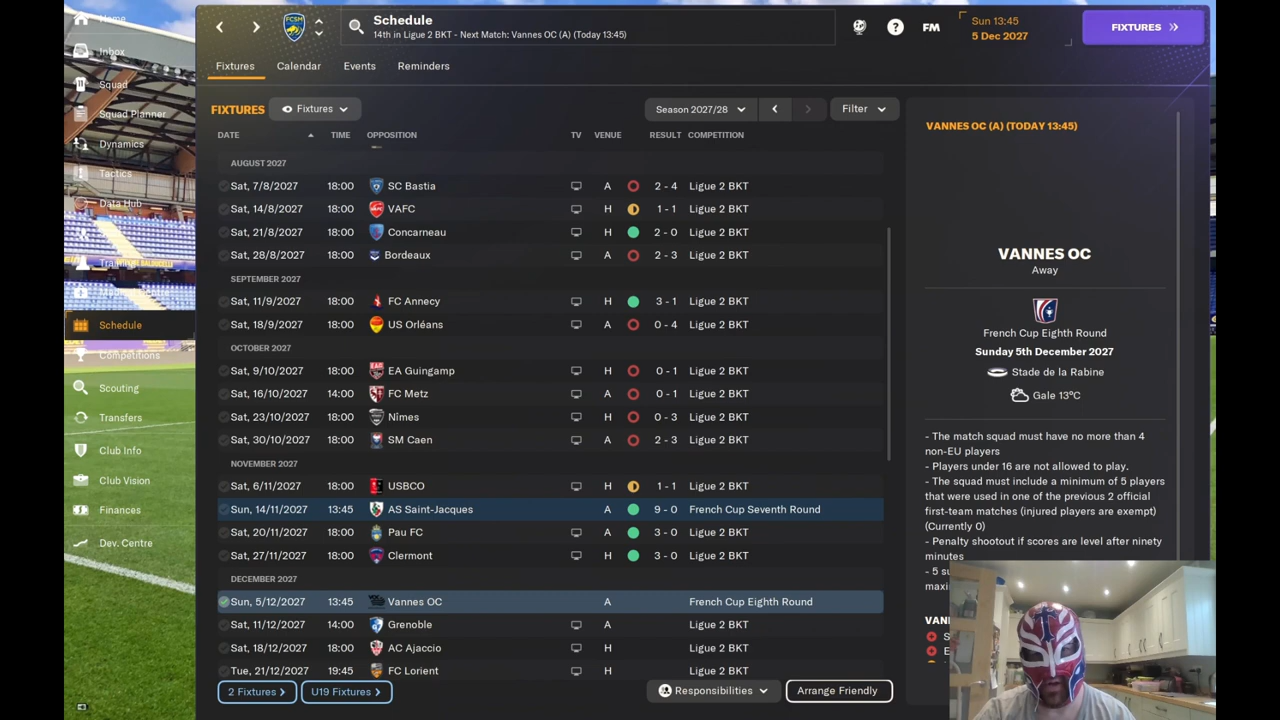 Home
Inbox
Squad
Squad Planner
Dynamics
Tactics
Data Hub
Training
Schedule
Competitions
Scouting
Transfers
Club Info
Club Vision
Finances
Dev. Centre
FCSM
Schedule
14th in Ligue 2 BKT - Next Match: Vannes OC (A) (Today 13:45)
FM
Sun 13:45
5 Dec 2027
FIXTURES
Fixtures Calendar Events Reminders
FIXTURES Fixtures Season 2027/28 Filter
DATE TIME OPPOSITION TV VENUE RESULT COMPETITION
AUGUST 2027
Sat, 7/8/2027 18:00 SC Bastia A 2 - 4 Ligue 2 BKT
Sat, 14/8/2027 18:00 VAFC H 1 - 1 Ligue 2 BKT
Sat, 21/8/2027 18:00 Concarneau H 2 - 0 Ligue 2 BKT
Sat, 28/8/2027 18:00 Bordeaux A 2 - 3 Ligue 2 BKT
SEPTEMBER 2027
Sat, 11/9/2027 18:00 FC Annecy H 3 - 1 Ligue 2 BKT
Sat, 18/9/2027 18:00 US Orléans A 0 - 4 Ligue 2 BKT
OCTOBER 2027
Sat, 9/10/2027 18:00 EA Guingamp H 0 - 1 Ligue 2 BKT
Sat, 16/10/2027 14:00 FC Metz A 0 - 1 Ligue 2 BKT
Sat, 23/10/2027 18:00 Nîmes H 0 - 3 Ligue 2 BKT
Sat, 30/10/2027 18:00 SM Caen A 2 - 3 Ligue 2 BKT
NOVEMBER 2027
Sat, 6/11/2027 18:00 USBCO H 1 - 1 Ligue 2 BKT
Sun, 14/11/2027 13:45 AS Saint-Jacques A 9 - 0 French Cup Seventh Round
Sat, 20/11/2027 18:00 Pau FC A 3 - 0 Ligue 2 BKT
Sat, 27/11/2027 18:00 Clermont H 3 - 0 Ligue 2 BKT
DECEMBER 2027
Sun, 5/12/2027 13:45 Vannes OC A French Cup Eighth Round
Sat, 11/12/2027 14:00 Grenoble A Ligue 2 BKT
Sat, 18/12/2027 18:00 AC Ajaccio H Ligue 2 BKT
Tue, 21/12/2027 19:45 FC Lorient H Ligue 2 BKT
2 Fixtures U19 Fixtures Responsibilities Arrange Friendly
VANNES OC (A) (TODAY 13:45)
VANNES OC
Away
French Cup Eighth Round
Sunday 5th December 2027
Stade de la Rabine
Gale 13°C
- The match squad must have no more than 4
non-EU players
- Players under 16 are not allowed to play.
- The squad must include a minimum of 5 players
that were used in one of the previous 2 official
first-team matches (injured players are exempt)
(Currently 0)
- Penalty shootout if scores are level after ninety
minutes